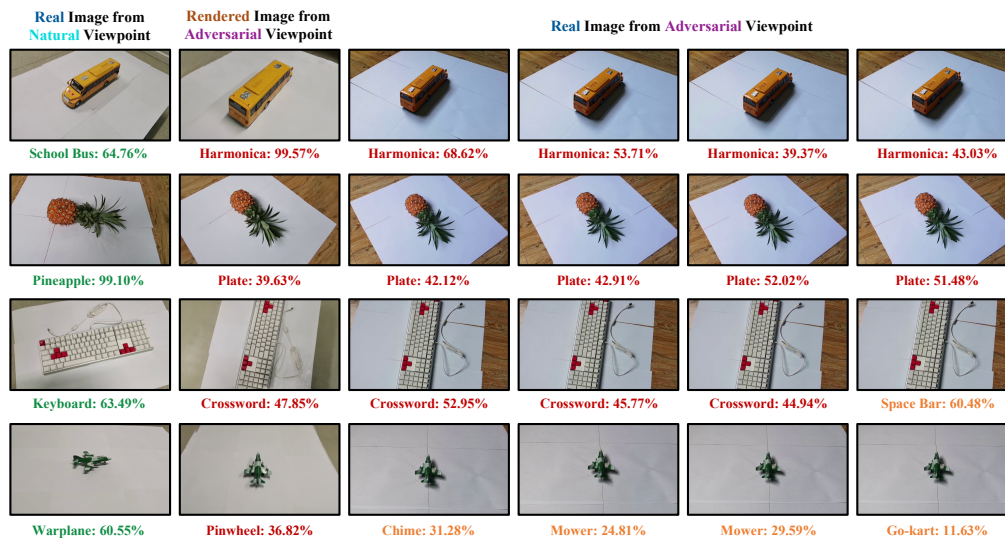 Real Image from
Natural Viewpoint
Rendered Image from
Adversarial Viewpoint
Real Image from Adversarial Viewpoint
School Bus: 64.76%
Harmonica: 99.57%
Harmonica: 68.62%
Harmonica: 53.71%
Harmonica: 39.37%
Harmonica: 43.03%
Pineapple: 99.10%
Plate: 39.63%
Plate: 42.12%
Plate: 42.91%
Plate: 52.02%
Plate: 51.48%
Keyboard: 63.49%
Crossword: 47.85%
Crossword: 52.95%
Crossword: 45.77%
Crossword: 44.94%
Space Bar: 60.48%
Warplane: 60.55%
Pinwheel: 36.82%
Chime: 31.28%
Mower: 24.81%
Mower: 29.59%
Go-kart: 11.63%